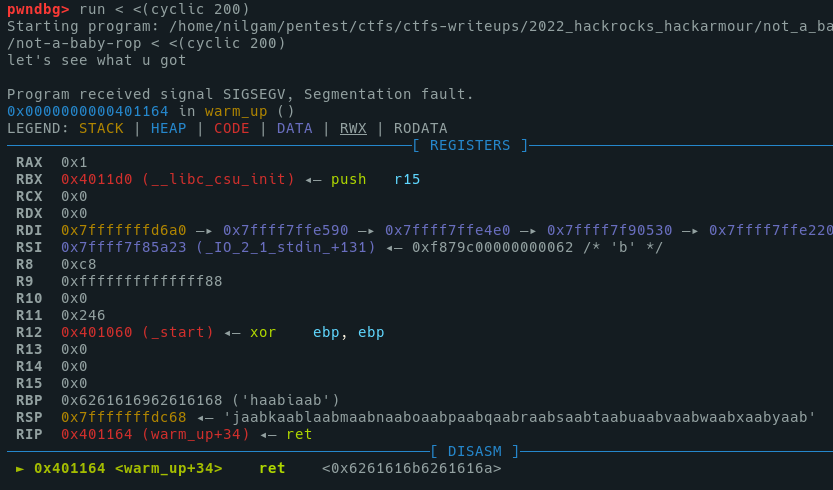 pwndbg> run < <(cyclic 200)
Starting program: /home/nilgam/pentest/ctfs/ctfs-writeups/2022_hackrocks_hackarmour/not_a_ba
/not-a-baby-rop < <(cyclic 200)
let's see what u got
Program received signal SIGSEGV, Segmentation fault.
0x0000000000401164 in warm_up ()
LEGEND: STACK | HEAP | CODE | DATA | RWX | RODATA
[ REGISTERS ]
RAX 0x1
RBX 0x4011d0 (__libc_csu_init) ◂— push r15
RCX 0x0
RDX 0x0
RDI 0x7fffffffd6a0 —▸ 0x7ffff7ffe590 —▸ 0x7ffff7ffe4e0 —▸ 0x7ffff7f90530 —▸ 0x7ffff7ffe220
RSI 0x7ffff7f85a23 (_IO_2_1_stdin_+131) ◂— 0xf879c00000000062 /* 'b' */
R8 0xc8
R9 0xffffffffffffff88
R10 0x0
R11 0x246
R12 0x401060 (_start) ◂— xor ebp, ebp
R13 0x0
R14 0x0
R15 0x0
RBP 0x6261616962616168 ('haabiaab')
RSP 0x7fffffffdc68 ◂— 'jaabkaablaabmaabnaaboaabpaabqaabraabsaabtaabuaabvaabwaabxaabyaab'
RIP 0x401164 (warm_up+34) ◂— ret
[ DISASM ]
► 0x401164 <warm_up+34> ret <0x6261616b6261616a>